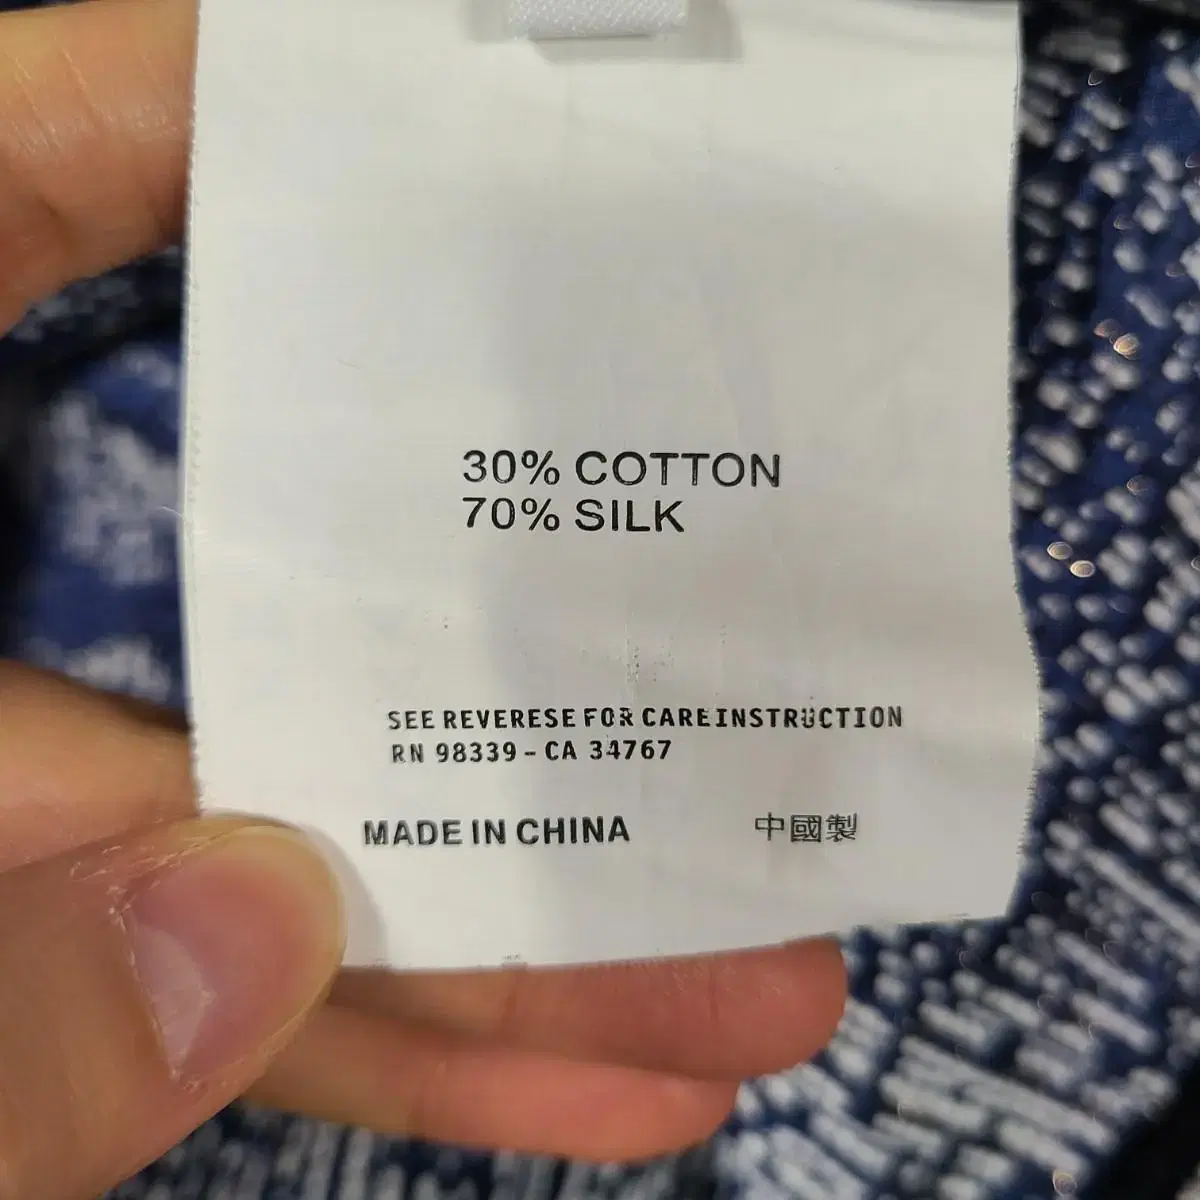 30% COTTON
70% SILK
SEE REVERESE FOR CARE INSTRUCTION
RN 98339 - CA 34767
MADE IN CHINA 中國製